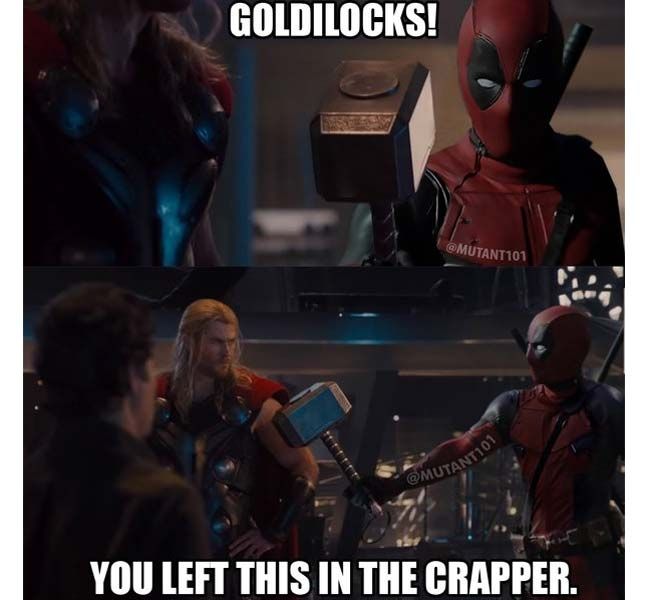 GOLDILOCKS!
@MUTANT101
@MUTANT101
YOU LEFT THIS IN THE CRAPPER.